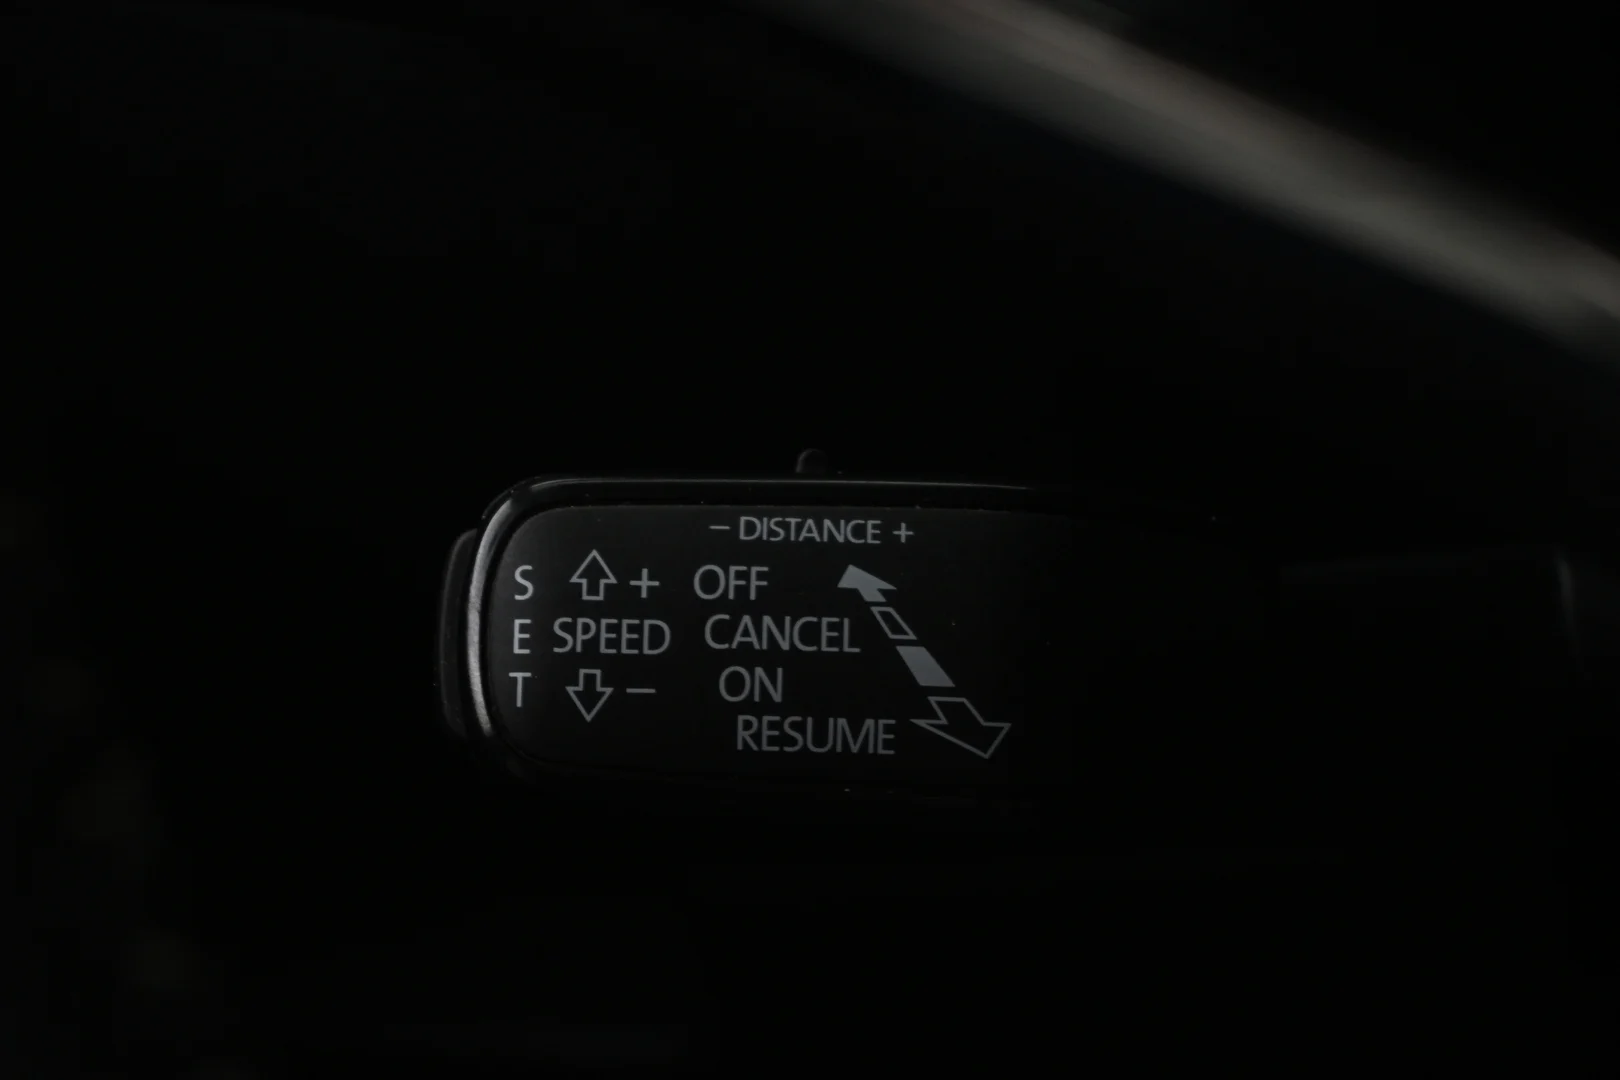 – DISTANCE +
S + OFF
E SPEED CANCEL
T – ON
RESUME